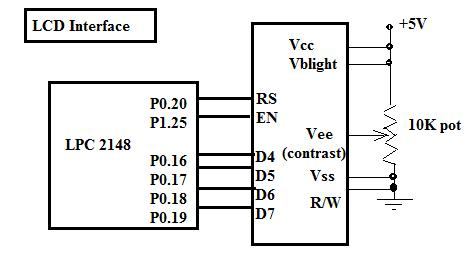 LCD Interface
+5V
Vcc
Vblight
LPC 2148
P0.20
P1.25
P0.16
P0.17
P0.18
P0.19
RS
EN
D4
D5
D6
D7
Vee
(contrast)
Vss
R/W
10K pot